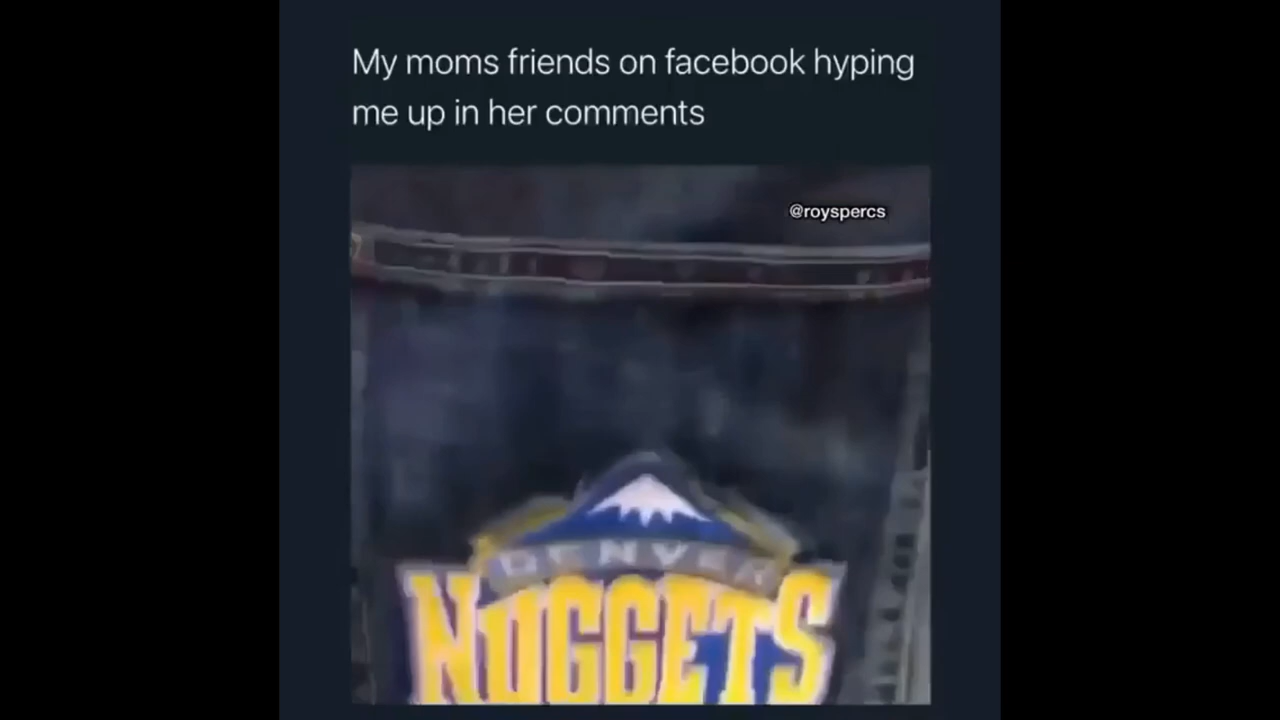 My moms friends on facebook hyping
me up in her comments
@royspercs
DENVER
NUGGETS